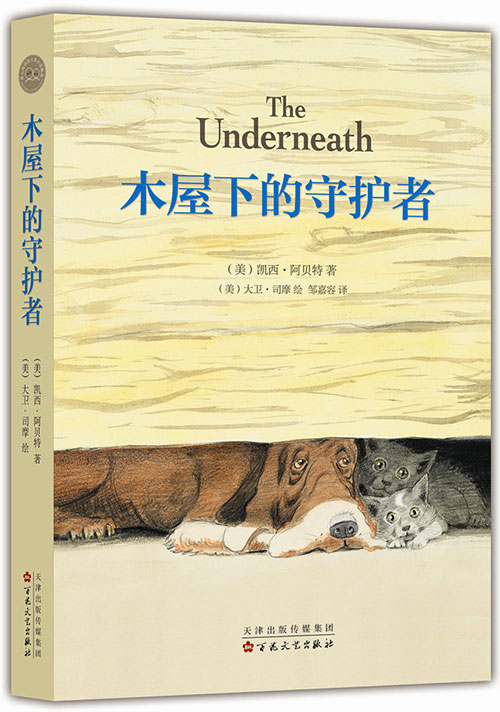 The
Underneath
木屋下的守护者
（美）凯西·阿贝特 著
（美）大卫·司摩 绘 邹嘉容 译
天津出版传媒集团
百花文艺出版社
木屋下的守护者
（美）凯西·阿贝特 著
（美）大卫·司摩 绘
天津出版传媒集团
百花文艺出版社